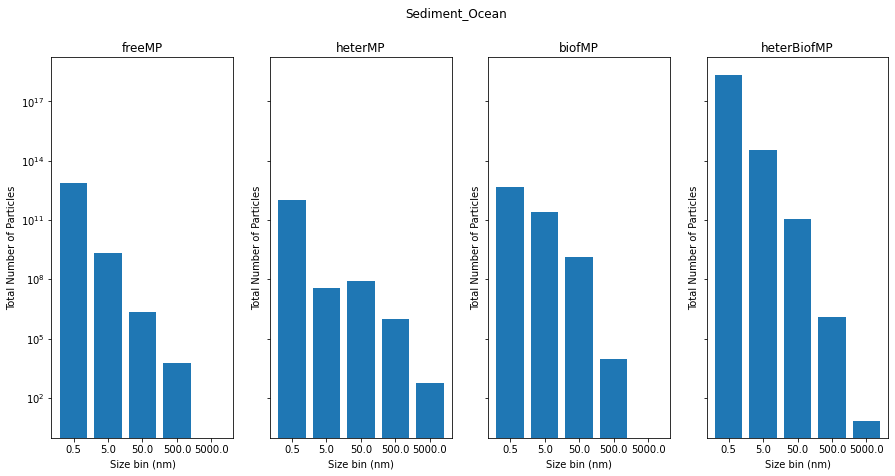 Sediment_Ocean
freeMP
heterMP
biofMP
heterBiofMP
Total Number of Particles
10^17
10^14
10^11
10^8
10^5
10^2
0.5 5.0 50.0 500.0 5000.0
Size bin (nm)
Total Number of Particles
0.5 5.0 50.0 500.0 5000.0
Size bin (nm)
Total Number of Particles
0.5 5.0 50.0 500.0 5000.0
Size bin (nm)
Total Number of Particles
0.5 5.0 50.0 500.0 5000.0
Size bin (nm)